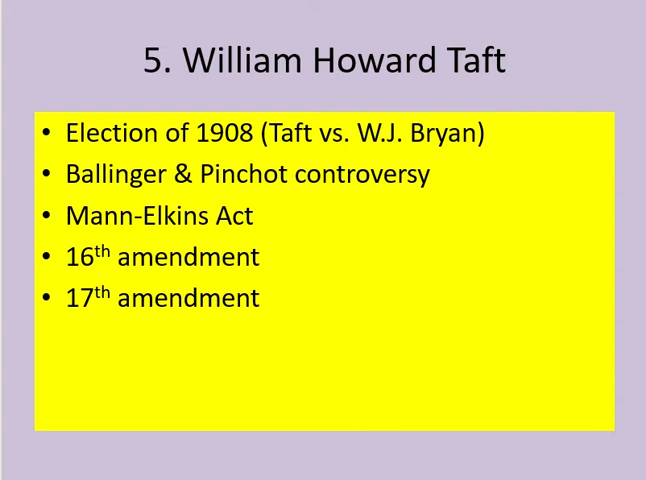 5. William Howard Taft
• Election of 1908 (Taft vs. W.J. Bryan)
• Ballinger & Pinchot controversy
• Mann-Elkins Act
• 16th amendment
• 17th amendment